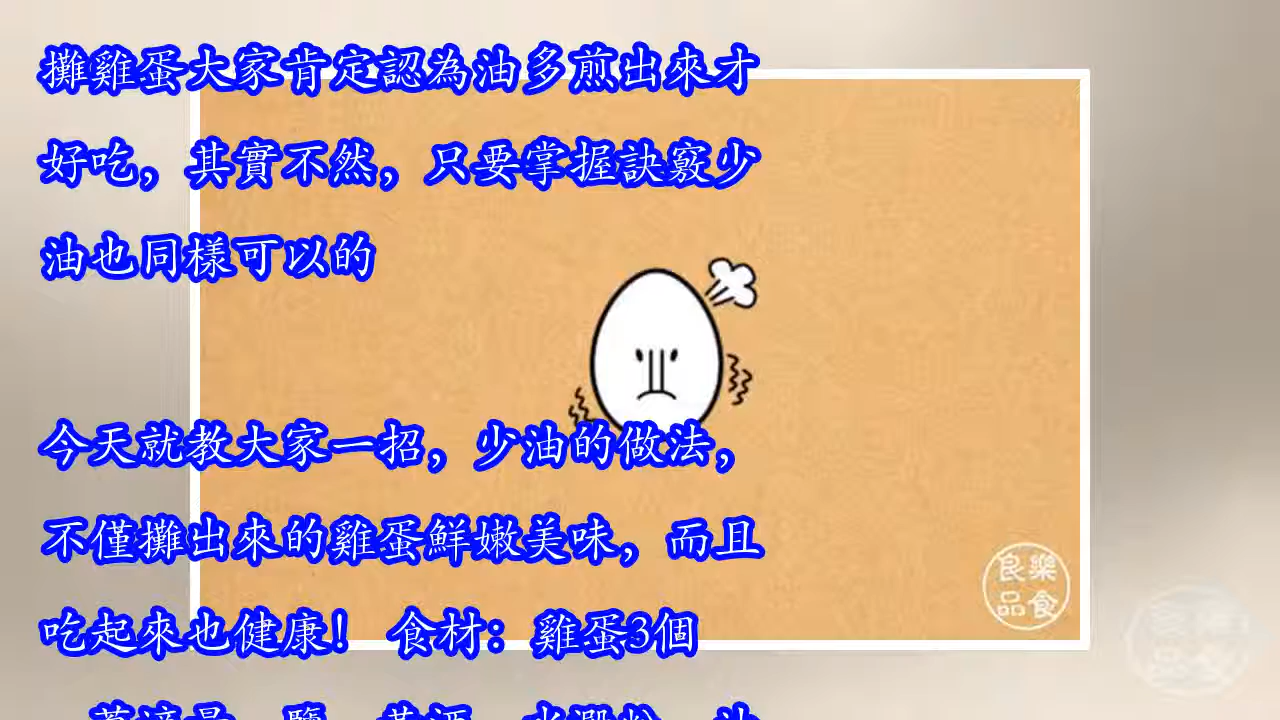 攤雞蛋大家肯定認為油多煎出來才
好吃，其實不然，只要掌握訣竅少
油也同樣可以的
今天就教大家一招，少油的做法，
不僅攤出來的雞蛋鮮嫩美味，而且
吃起來也健康！ 食材：雞蛋3個
良樂
品食